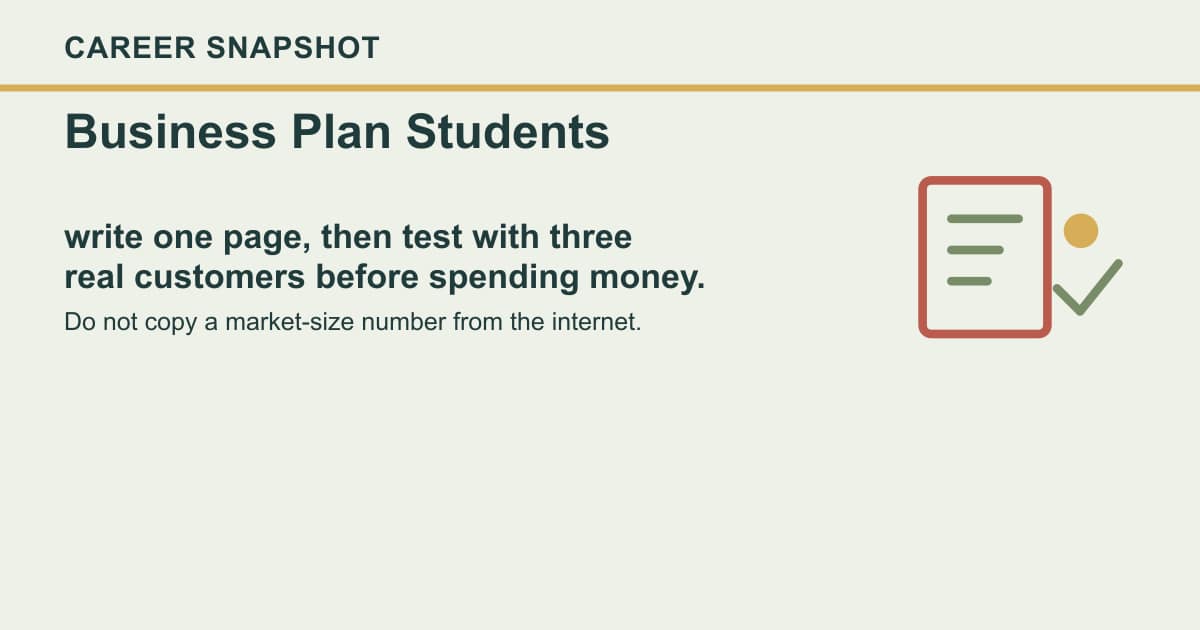 CAREER SNAPSHOT
Business Plan Students
write one page, then test with three
real customers before spending money.
Do not copy a market-size number from the internet.